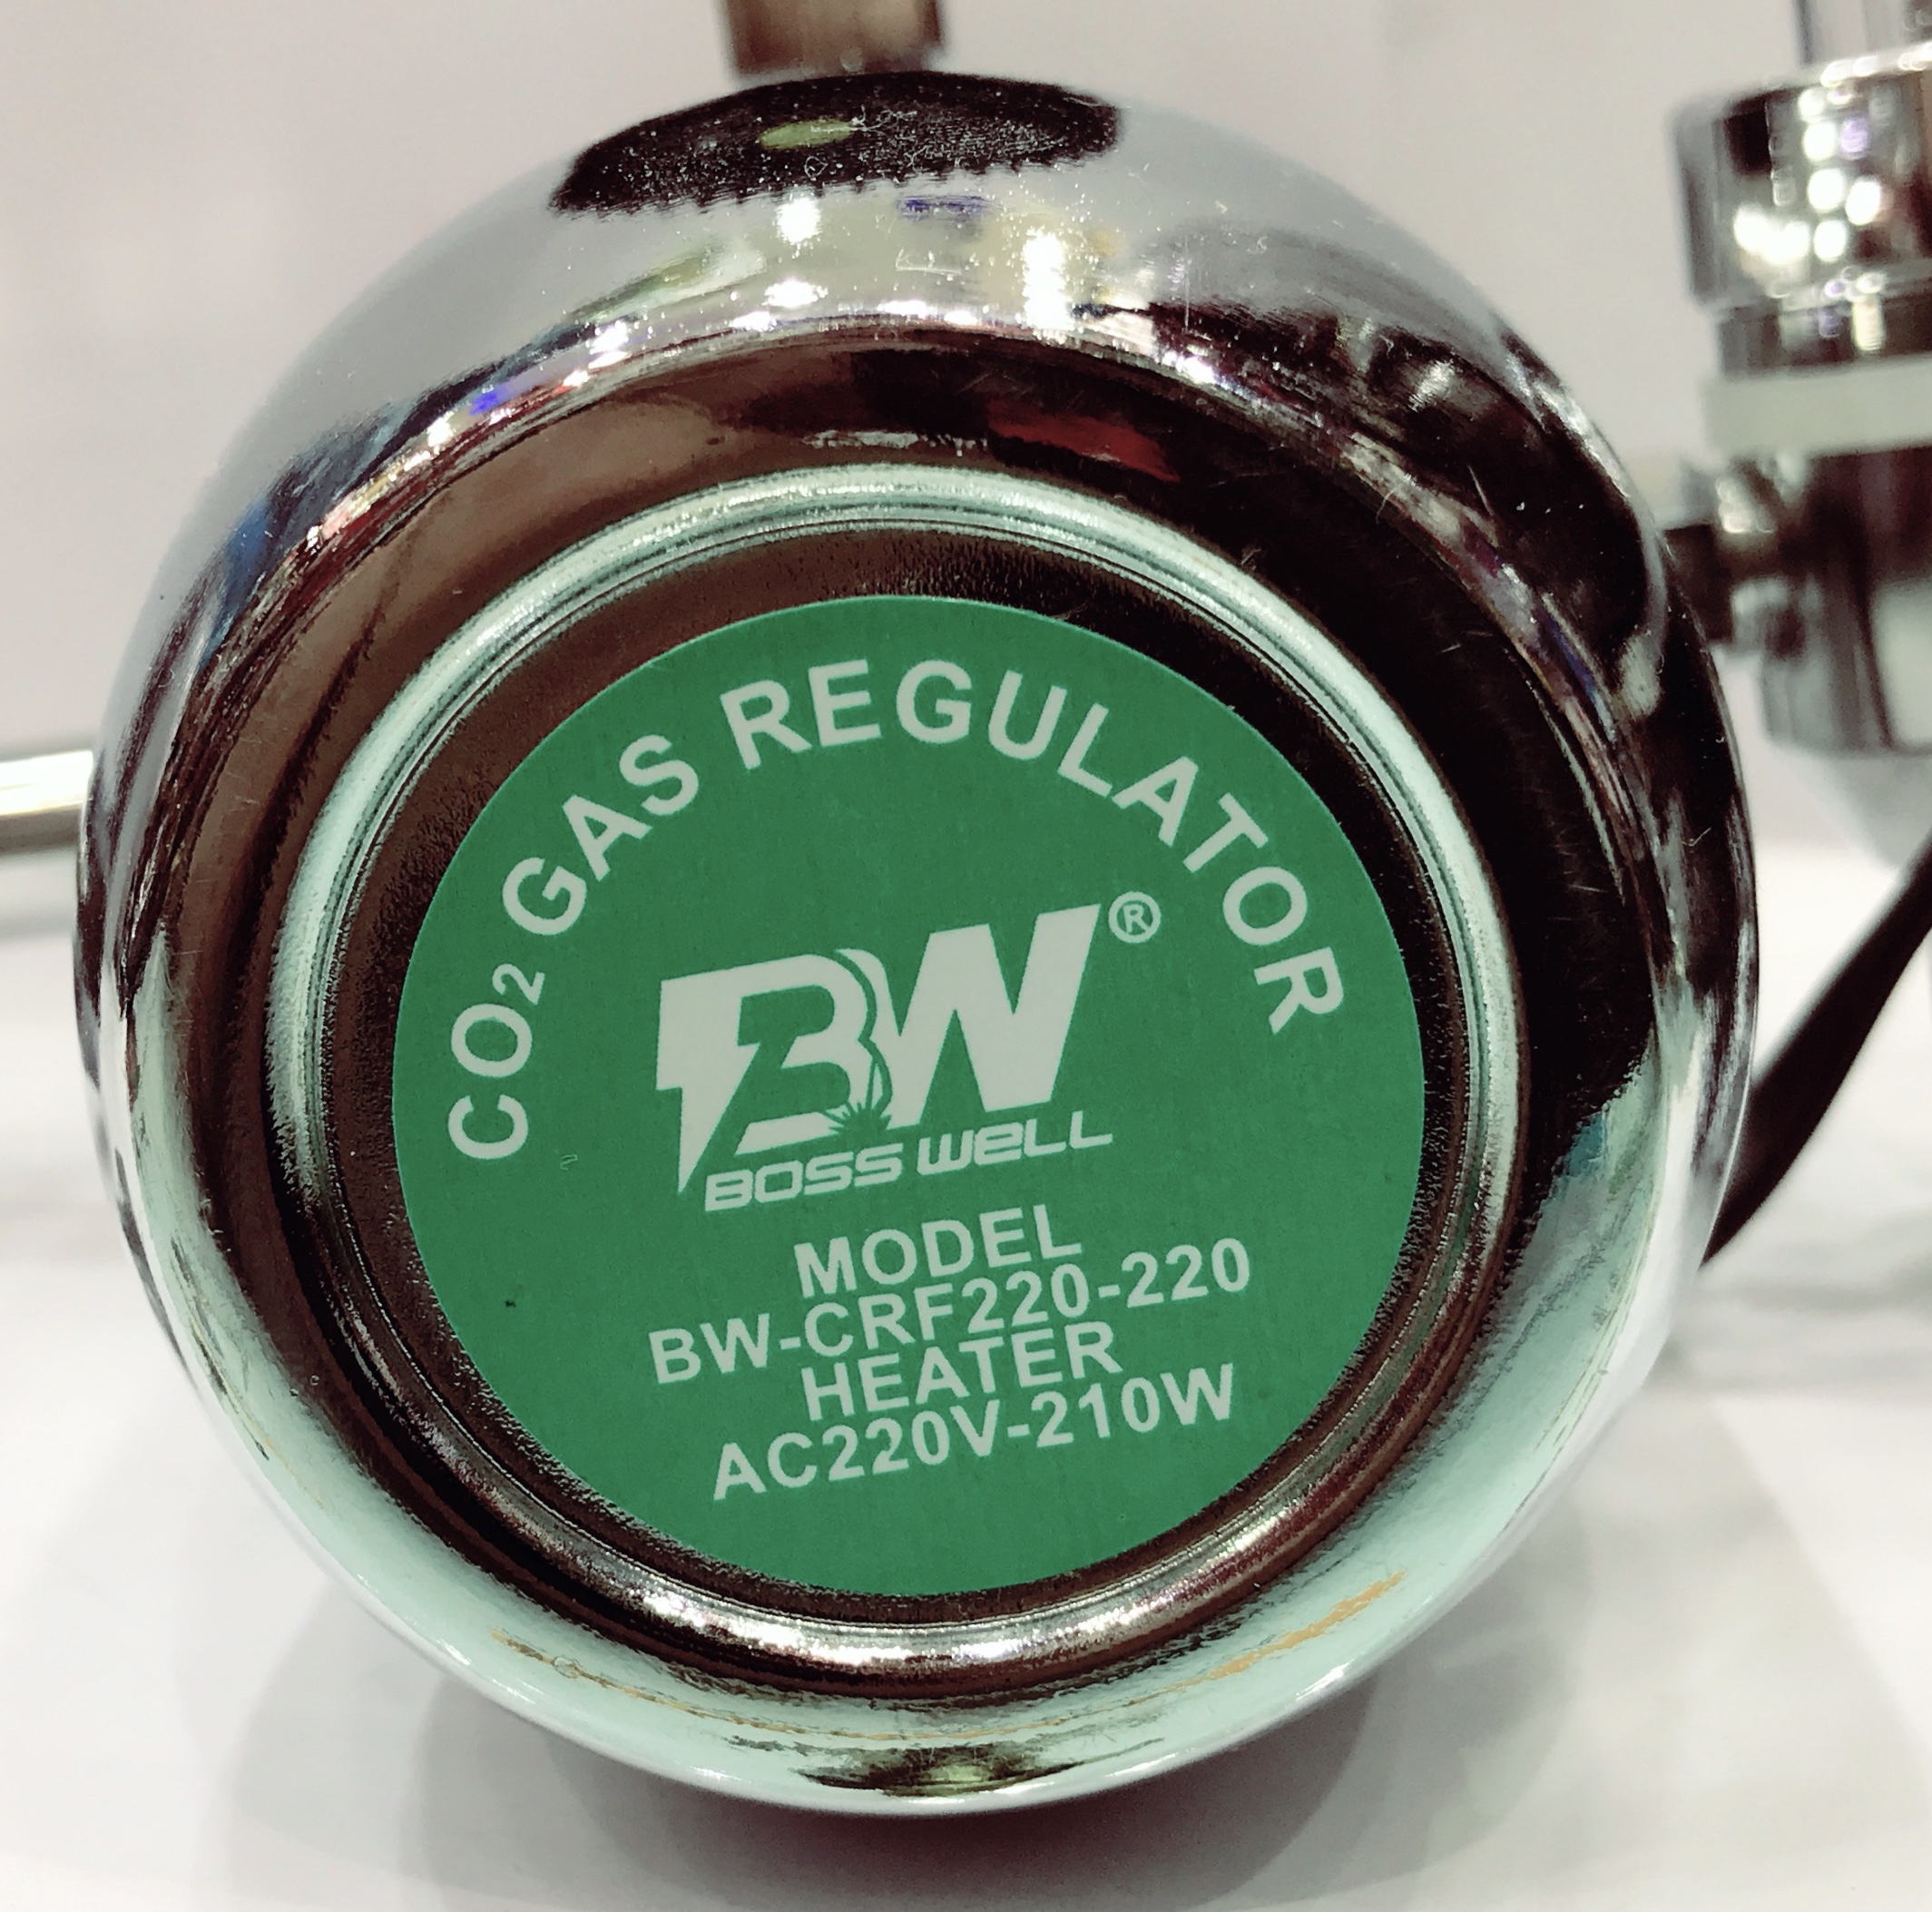 CO₂ GAS REGULATOR
BW®
BOSS WELL
MODEL
BW-CRF220-220
HEATER
AC220V-210W